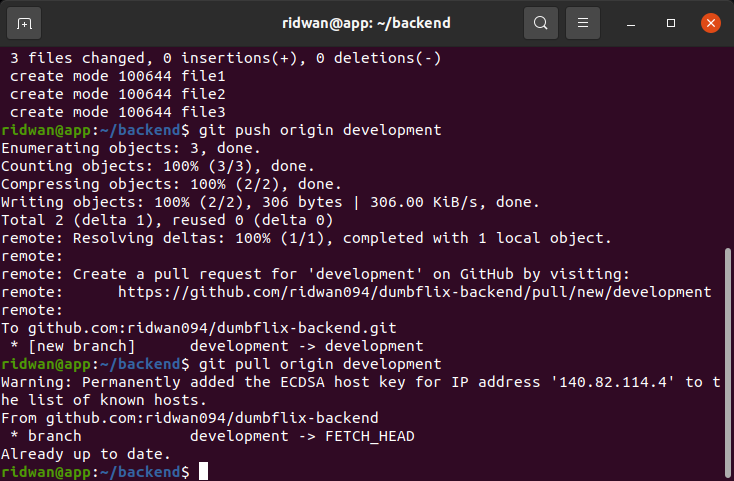 ridwan@app: ~/backend
 3 files changed, 0 insertions(+), 0 deletions(-)
 create mode 100644 file1
 create mode 100644 file2
 create mode 100644 file3
ridwan@app:~/backend$ git push origin development
Enumerating objects: 3, done.
Counting objects: 100% (3/3), done.
Compressing objects: 100% (2/2), done.
Writing objects: 100% (2/2), 306 bytes | 306.00 KiB/s, done.
Total 2 (delta 1), reused 0 (delta 0)
remote: Resolving deltas: 100% (1/1), completed with 1 local object.
remote:
remote: Create a pull request for 'development' on GitHub by visiting:
remote:      https://github.com/ridwan094/dumbflix-backend/pull/new/development
remote:
To github.com:ridwan094/dumbflix-backend.git
 * [new branch]      development -> development
ridwan@app:~/backend$ git pull origin development
Warning: Permanently added the ECDSA host key for IP address '140.82.114.4' to t
he list of known hosts.
From github.com:ridwan094/dumbflix-backend
 * branch            development -> FETCH_HEAD
Already up to date.
ridwan@app:~/backend$